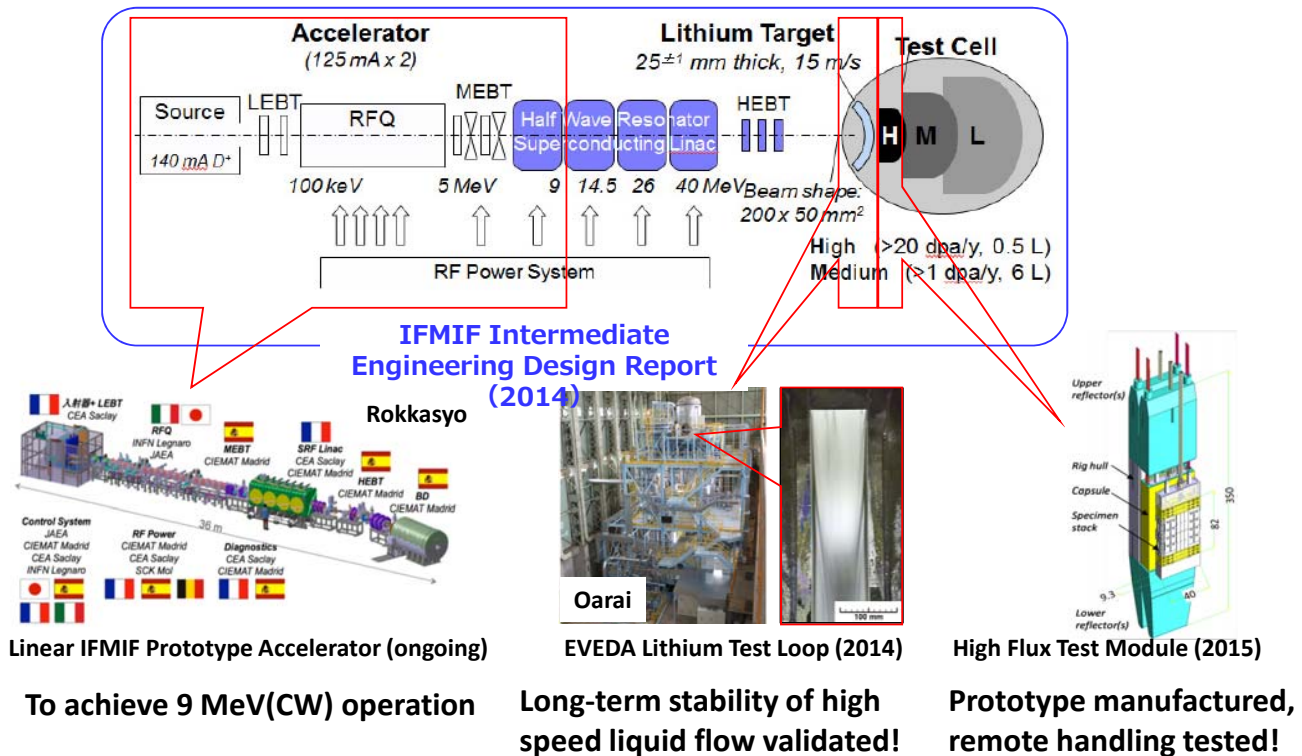 Accelerator
(125 mA x 2)
Lithium Target
25±1 mm thick, 15 m/s
Test Cell
Source
140 mA D+
LEBT
RFQ
MEBT
Half Wave Resonator
Superconducting Linac
HEBT
H
M
L
100 keV
5 MeV
9
14.5
26
40 MeV
Beam shape:
200 x 50 mm2
RF Power System
High (>20 dpa/y, 0.5 L)
Medium (>1 dpa/y, 6 L)
IFMIF Intermediate
Engineering Design Report
(2014)
Rokkasyo
入射器+ LEBT
CEA Saclay
RFQ
INFN Legnaro
JAEA
MEBT
CIEMAT Madrid
SRF Linac
CEA Saclay
CIEMAT Madrid
HEBT
CIEMAT Madrid
BD
CIEMAT Madrid
36 m
Control System
JAEA
CIEMAT Madrid
CEA Saclay
INFN Legnaro
RF Power
CIEMAT Madrid
CEA Saclay
SCK Mol
Diagnostics
CEA Saclay
CIEMAT Madrid
Oarai
100 mm
Upper
reflector(s)
Rig hull
Capsule
Specimen
stack
Lower
reflector(s)
350
82
40
9.3
Linear IFMIF Prototype Accelerator (ongoing)
EVEDA Lithium Test Loop (2014)
High Flux Test Module (2015)
To achieve 9 MeV(CW) operation
Long-term stability of high
speed liquid flow validated!
Prototype manufactured,
remote handling tested!